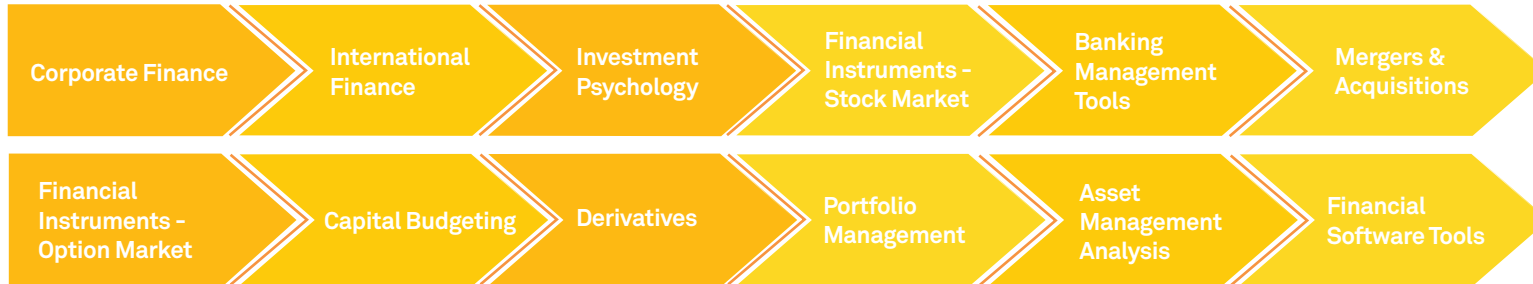 Corporate Finance
International
Finance
Investment
Psychology
Financial
Instruments -
Stock Market
Banking
Management
Tools
Mergers &
Acquisitions
Financial
Instruments -
Option Market
Capital Budgeting
Derivatives
Portfolio
Management
Asset
Management
Analysis
Financial
Software Tools